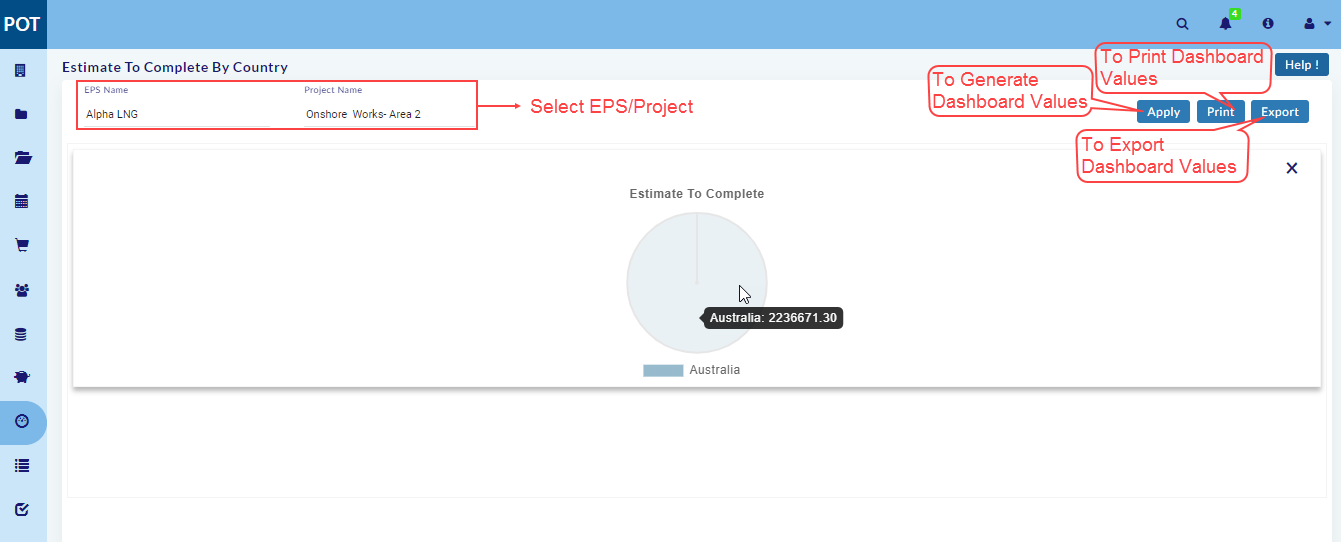 POT
4
Estimate To Complete By Country
Help !
EPS Name
Project Name
Alpha LNG
Onshore Works- Area 2
Select EPS/Project
To Generate
Dashboard Values
To Print Dashboard
Values
Apply
Print
Export
To Export
Dashboard Values
Estimate To Complete
Australia: 2236671.30
Australia